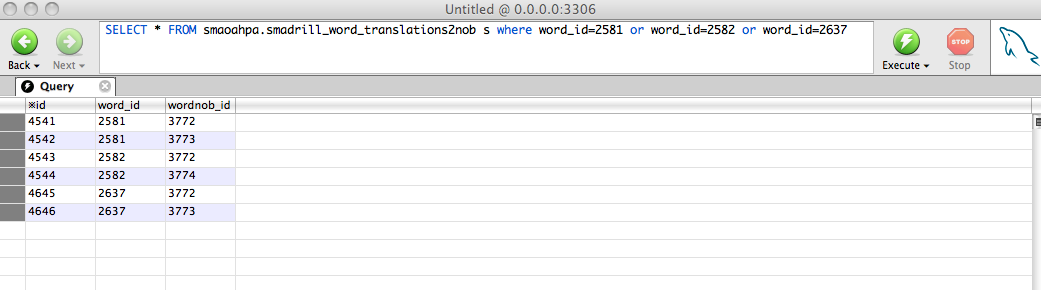 Untitled @ 0.0.0.0:3306
SELECT * FROM smaoahpa.smadrill_word_translations2nob s where word_id=2581 or word_id=2582 or word_id=2637
Back Next Execute STOP Stop
Query
※id word_id wordnob_id
4541 2581 3772
4542 2581 3773
4543 2582 3772
4544 2582 3774
4645 2637 3772
4646 2637 3773